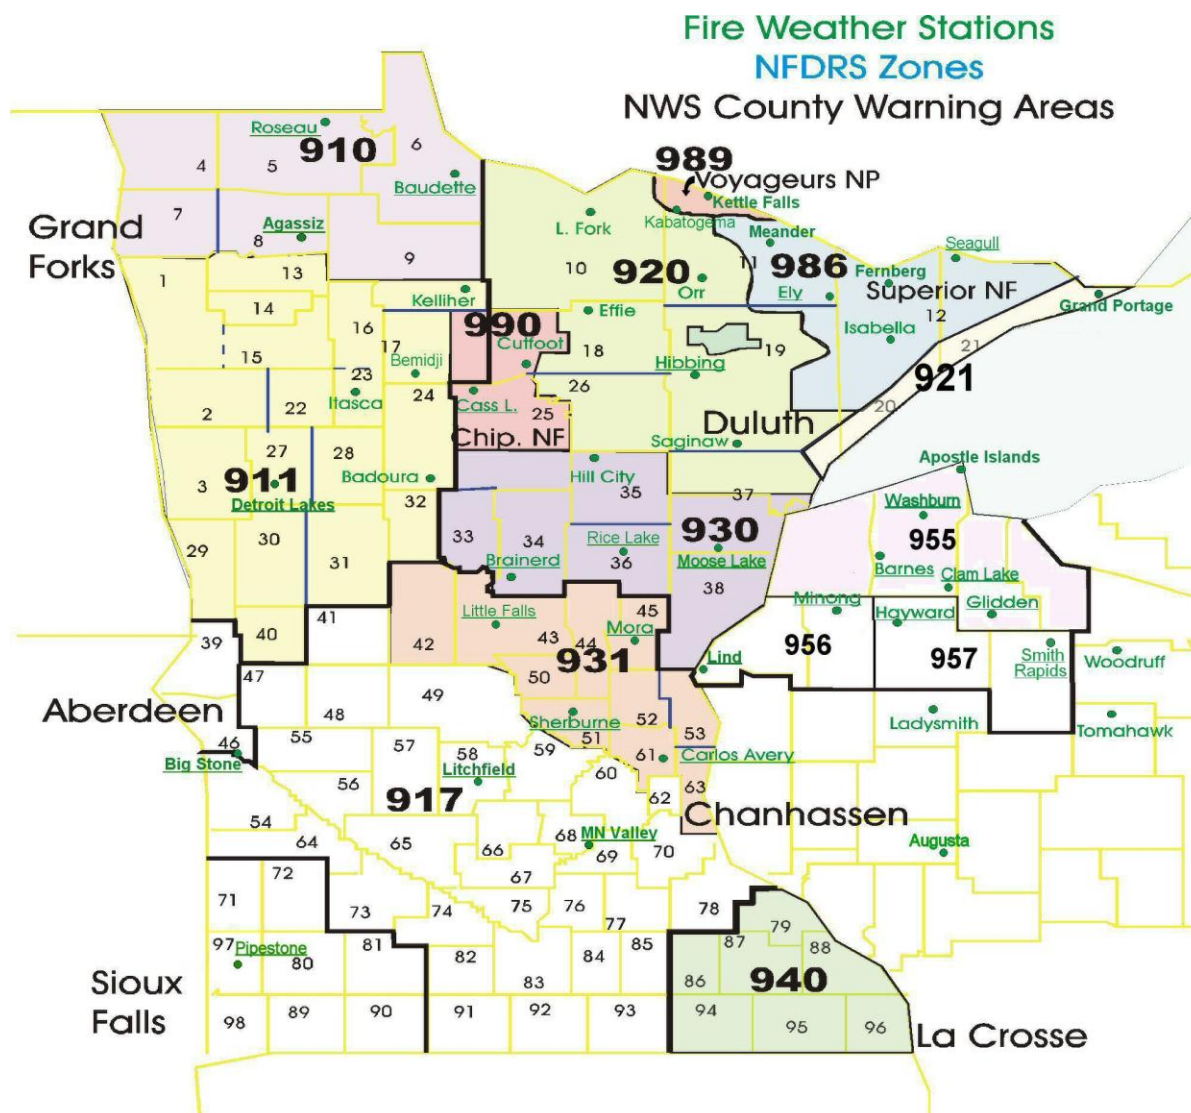 Fire Weather Stations
NFDRS Zones
NWS County Warning Areas
Roseau
910
6
4
5
989
Voyageurs NP
Baudette
Kettle Falls
7
Grand
Forks
Agassiz
8
9
L. Fork
Kabatogema
Meander
Seagull
1
13
10
920
11
986
Fernberg
Kelliher
Orr
Ely
Superior NF
Grand Portage
14
16
990
Effie
Isabella
12
15
17
Bemidji
Cutfoot
18
Hibbing
19
21
23
Itasca
24
26
921
2
22
Cass L.
25
20
Chip. NF
Duluth
27
28
Saginaw
3
911
Badoura
Hill City
Apostle Islands
Detroit Lakes
32
35
37
Washburn
29
30
33
34
930
955
31
Rice Lake
Moose Lake
Barnes
Brainerd
36
38
Clam Lake
Glidden
41
Little Falls
45
Minong
Hayward
39
40
42
43
44
Mora
956
957
Smith
Rapids
Woodruff
931
Lind
47
50
49
Aberdeen
48
Sherburne
52
Ladysmith
Tomahawk
46
55
57
58
59
51
53
Big Stone
Litchfield
61
Carlos Avery
56
917
60
62
63
Chanhassen
54
64
65
66
68
MN Valley
69
70
Augusta
72
67
71
73
74
75
76
77
78
97
Pipestone
81
82
84
85
87
79
88
80
83
86
940
Sioux
Falls
98
89
90
91
92
93
94
95
96
La Crosse